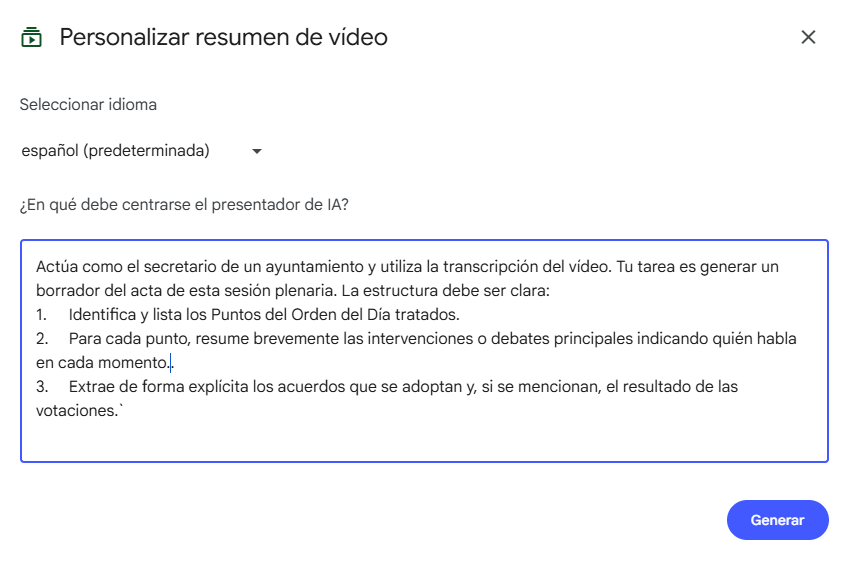 Personalizar resumen de vídeo
Seleccionar idioma
español (predeterminada)
¿En qué debe centrarse el presentador de IA?
Actúa como el secretario de un ayuntamiento y utiliza la transcripción del vídeo. Tu tarea es generar un
borrador del acta de esta sesión plenaria. La estructura debe ser clara:
1. Identifica y lista los Puntos del Orden del Día tratados.
2. Para cada punto, resume brevemente las intervenciones o debates principales indicando quién habla
en cada momento..
3. Extrae de forma explícita los acuerdos que se adoptan y, si se mencionan, el resultado de las
votaciones.`
Generar